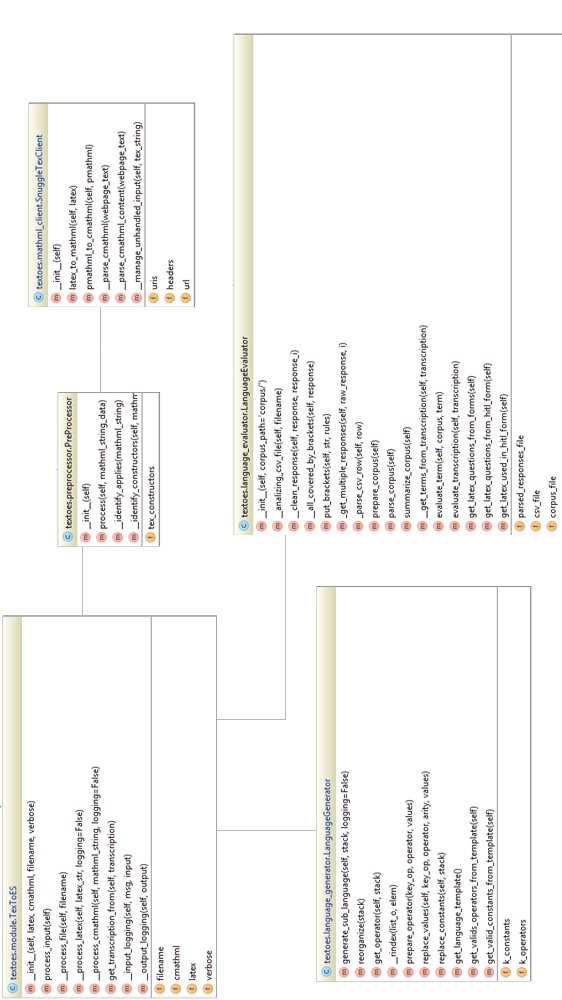 textoes.module.TexToES
__init__(self, latex, cmathml, filename, verbose)
process_input(self)
__process_file(self, filename)
__process_latex(self, latex_str, logging=False)
__process_cmathml(self, mathml_string, logging=False)
get_transcription_from(self, transcription)
__input_logging(self, msg, input)
__output_logging(self, output)
filename
cmathml
latex
verbose
textoes.preprocessor.PreProcessor
__init__(self)
process(self, mathml_string_data)
__identify_applies(mathml_string)
__identify_constructors(self, mathm
tex_constructors
textoes.mathml_client.SnuggleTexClient
__init__(self)
latex_to_mathml(self, latex)
pmathml_to_cmathml(self, pmathml)
__parse_cmathml(webpage_text)
__parse_cmathml_content(webpage_text)
__manage_unhandled_input(self, tex_string)
uris
headers
url
textoes.language_generator.LanguageGenerator
generate_sub_language(self, stack, logging=False)
reorganize(stack)
get_operator(self, stack)
__rindex(list_o, elem)
prepare_operator(key_op, operator, values)
replace_values(self, key_op, operator, arity, values)
replace_constants(self, stack)
get_language_template()
get_valids_operators_from_template(self)
get_valid_constants_from_template(self)
k_constants
k_operators
textoes.language_evaluator.LanguageEvaluator
__init__(self, corpus_path='corpus/')
__analizing_csv_file(self, filename)
__clean_response(self, response, response_i)
__all_covered_by_brackets(self, response)
put_brackets(self, str, rules)
__get_multiple_responses(self, raw_response, i)
__parse_csv_row(self, row)
prepare_corpus(self)
parse_corpus(self)
summarize_corpus(self)
__get_terms_from_transcription(self, transcription)
evaluate_term(self, corpus, term)
evaluate_transcription(self, transcription)
get_latex_questions_from_forms(self)
get_latex_questions_from_hitl_form(self)
get_latex_used_in_hitl_form(self)
parsed_responses_file
csv_file
corpus_file